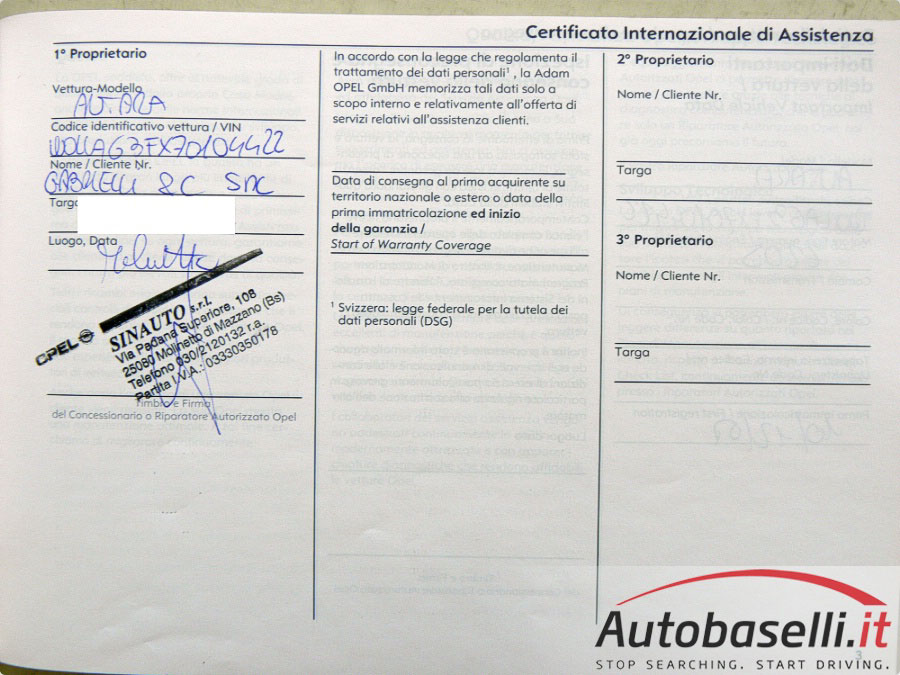 Certificato Internazionale di Assistenza
1° Proprietario
Vettura-Modello
ANTARA
Codice identificativo vettura / VIN
Nome / Cliente Nr.
& C. SNC
Targa
Luogo, Data
OPEL
SINAUTO s.r.l.
Via Padana Superiore, 108
25080 Molinetto di Mazzano (Bs)
Telefono 030/2120132 r.a.
Partita I.V.A.: 03330350178
Timbro e Firma
del Concessionario o Riparatore Autorizzato Opel
In accordo con la legge che regolamenta il
trattamento dei dati personali¹ , la Adam
OPEL GmbH memorizza tali dati solo a
scopo interno e relativamente all'offerta di
servizi relativi all'assistenza clienti.
Data di consegna al primo acquirente su
territorio nazionale o estero o data della
prima immatricolazione ed inizio
della garanzia /
Start of Warranty Coverage
¹ Svizzera: legge federale per la tutela dei
dati personali (DSG)
2° Proprietario
Nome / Cliente Nr.
Targa
3° Proprietario
Nome / Cliente Nr.
Targa
Autobaselli.it
STOP SEARCHING. START DRIVING.
3